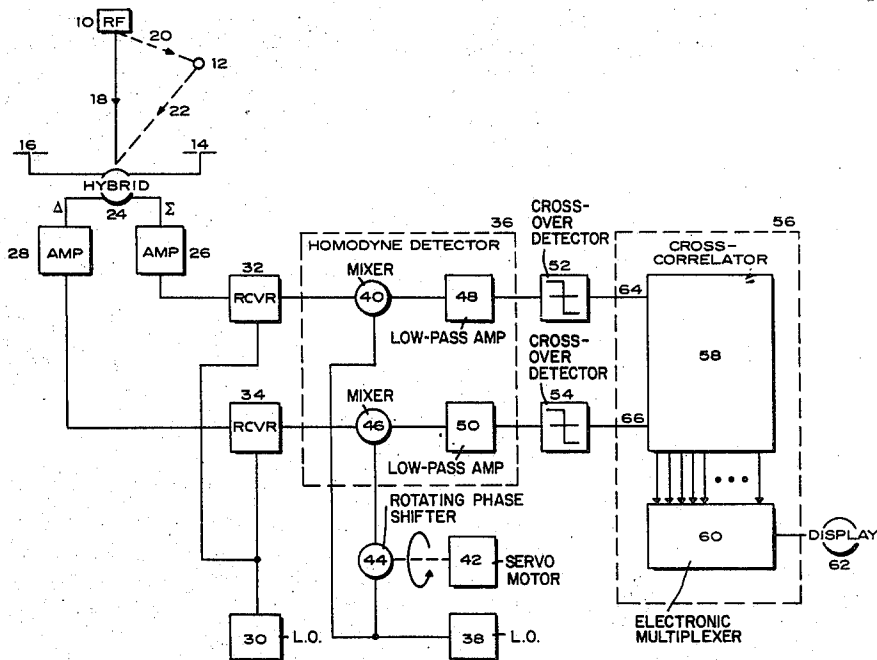 10 RF
20
12
18
22
16
14
HYBRID
Δ
24
Σ
28 AMP
AMP 26
32
RCVR
34
RCVR
30
L.O.
36
HOMODYNE DETECTOR
MIXER
40
48
LOW-PASS AMP
MIXER
46
50
LOW-PASS AMP
ROTATING PHASE
SHIFTER
44
42
SERVO
MOTOR
38
L.O.
CROSS-
OVER
DETECTOR
52
CROSS-
OVER
DETECTOR
54
56
CROSS-
CORRELATOR
64
58
66
60
DISPLAY
62
ELECTRONIC
MULTIPLEXER